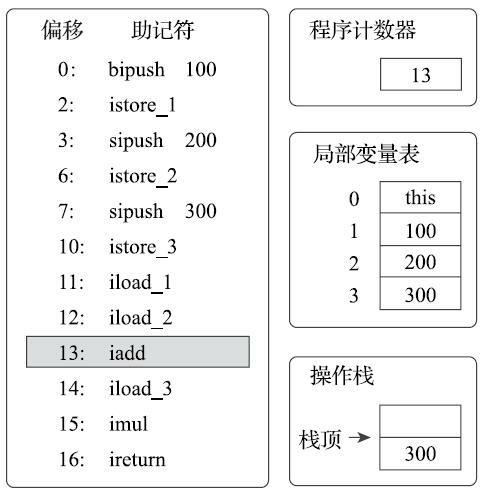 偏移 助记符
0: bipush 100
2: istore_1
3: sipush 200
6: istore_2
7: sipush 300
10: istore_3
11: iload_1
12: iload_2
13: iadd
14: iload_3
15: imul
16: ireturn
程序计数器
13
局部变量表
0 this
1 100
2 200
3 300
操作栈
栈顶
300